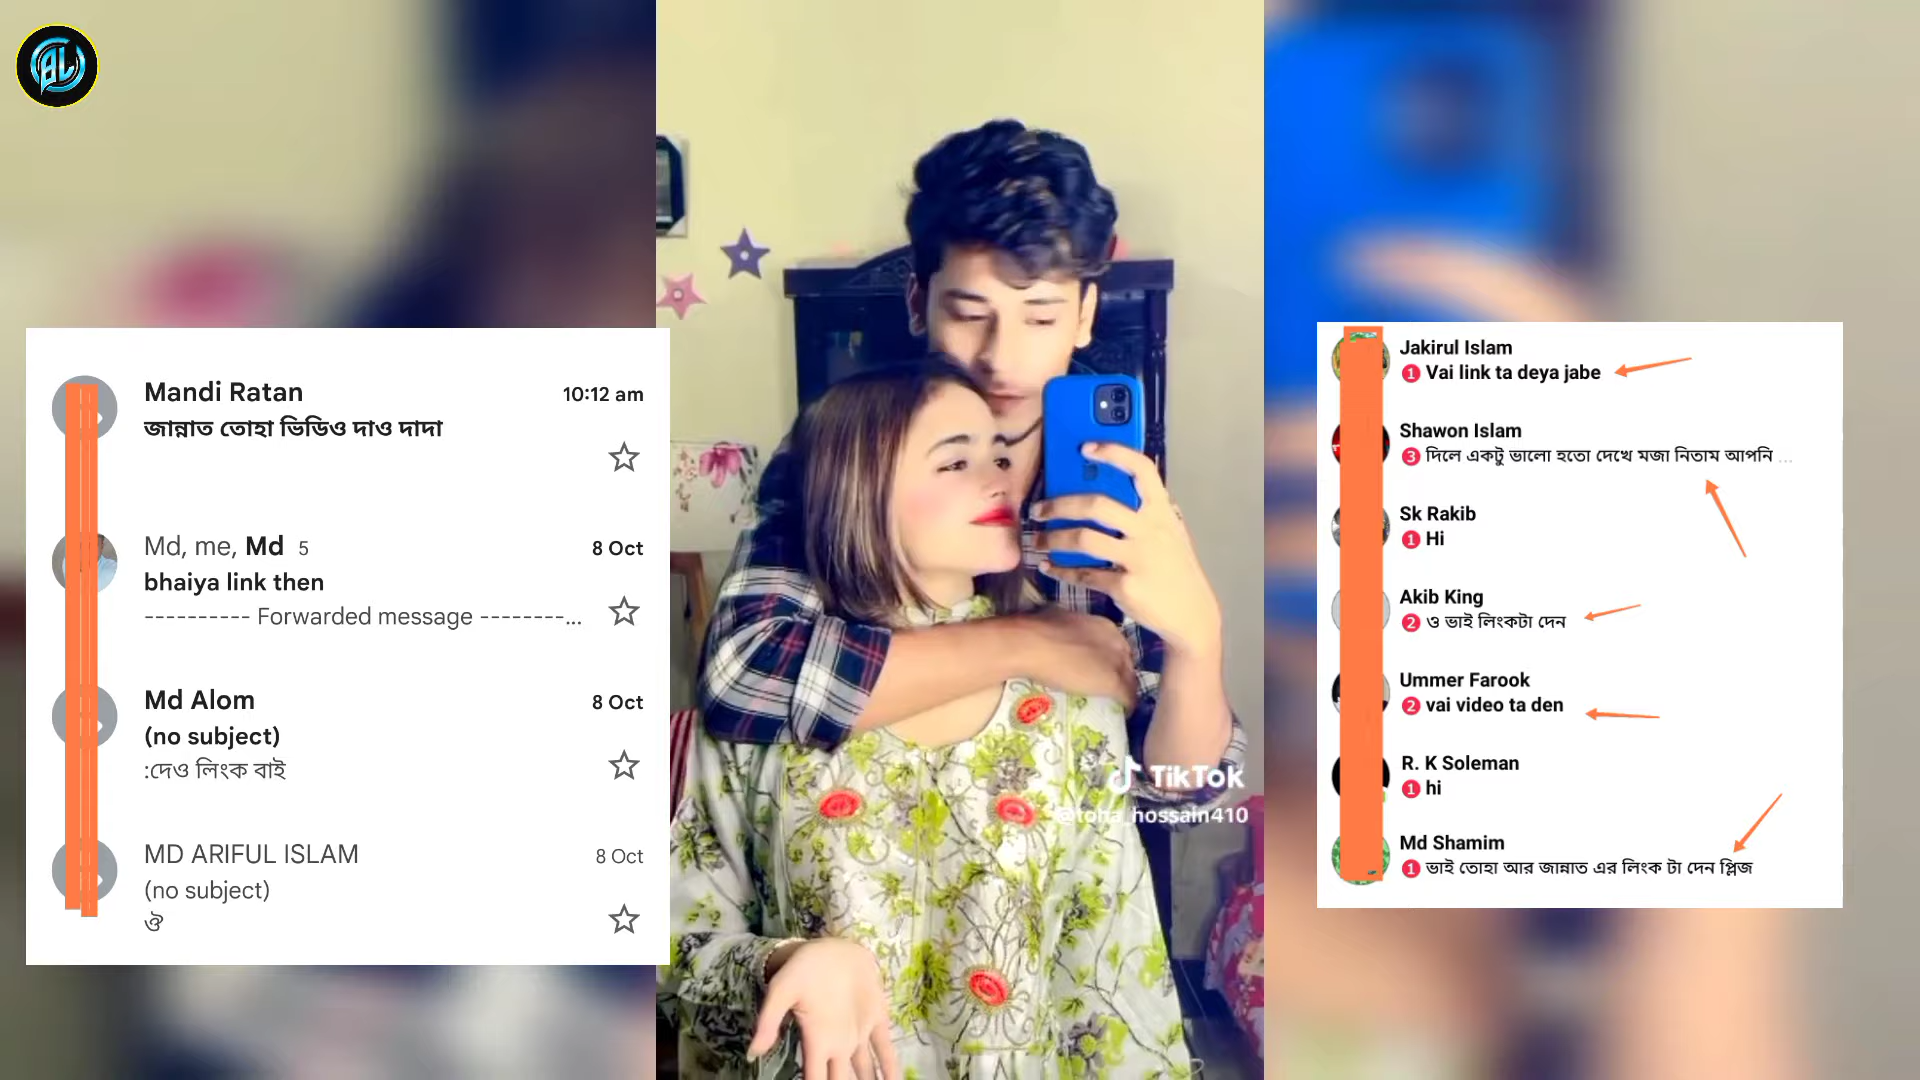 BL
Mandi Ratan
10:12 am
জান্নাত তোহা ভিডিও দাও দাদা
Md, me, Md 5
8 Oct
bhaiya link then
---------- Forwarded message --------...
Md Alom
8 Oct
(no subject)
:দেও লিংক বাই
MD ARIFUL ISLAM
8 Oct
(no subject)
ঐ
TikTok
@toha_hossain410
Jakirul Islam
1 Vai link ta deya jabe
Shawon Islam
3 দিলে একটু ভালো হতো দেখে মজা নিতাম আপনি ...
Sk Rakib
1 Hi
Akib King
2 ও ভাই লিংকটা দেন
Ummer Farook
2 vai video ta den
R. K Soleman
1 hi
Md Shamim
1 ভাই তোহা আর জান্নাত এর লিংক টা দেন প্লিজ